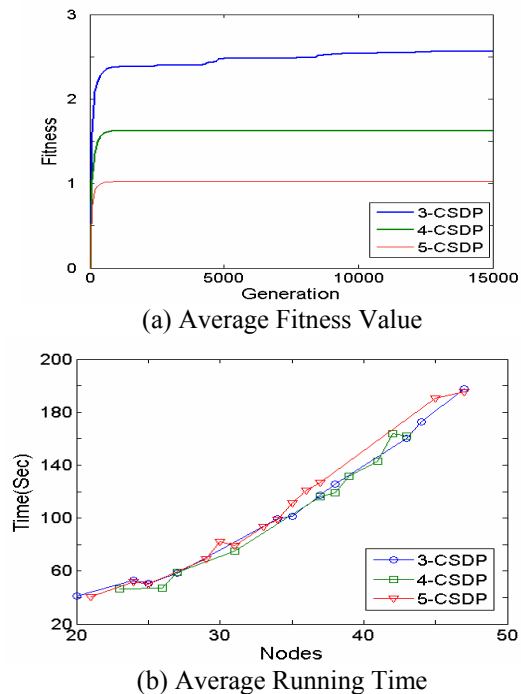 3
2
1
0
Fitness
3-CSDP
4-CSDP
5-CSDP
0
5000
10000
15000
Generation
(a) Average Fitness Value
200
180
140
100
60
20
Time(Sec)
3-CSDP
4-CSDP
5-CSDP
20
30
40
50
Nodes
(b) Average Running Time